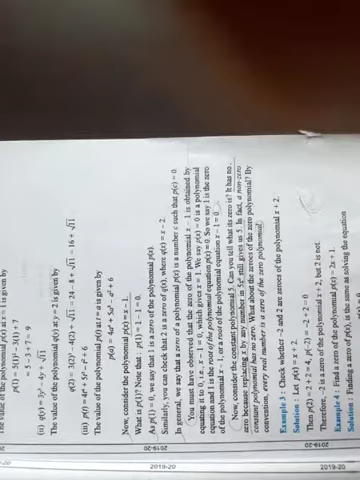 The value of the polynomial p(x) at x = 1 is given by
p(1) = 5(1)² – 3(1) + 7
= 5 – 3 + 7 = 9
(ii) q(y) = 3y³ – 4y + √11
The value of the polynomial q(y) at y = 2 is given by
q(2) = 3(2)³ – 4(2) + √11 = 24 – 8 + √11 = 16 + √11
(iii) p(t) = 4t⁴ + 5t³ – t² + 6
The value of the polynomial p(t) at t = a is given by
p(a) = 4a⁴ + 5a³ – a² + 6
Now, consider the polynomial p(x) = x – 1.
What is p(1)? Note that : p(1) = 1 – 1 = 0.
As p(1) = 0, we say that 1 is a zero of the polynomial p(x).
Similarly, you can check that 2 is a zero of q(x), where q(x) = x – 2.
In general, we say that a zero of a polynomial p(x) is a number c such that p(c) = 0.
You must have observed that the zero of the polynomial x – 1 is obtained by
equating it to 0, i.e., x – 1 = 0, which gives x = 1. We say p(x) = 0 is a polynomial
equation and 1 is the root of the polynomial equation p(x) = 0. So we say 1 is the zero
of the polynomial x – 1, or a root of the polynomial equation x – 1 = 0.
Now, consider the constant polynomial 5. Can you tell what its zero is? It has no
zero because replacing x by any number in 5x⁰ still gives us 5. In fact, a non-zero
constant polynomial has no zero. What about the zeroes of the zero polynomial? By
convention, every real number is a zero of the zero polynomial.
Example 3 : Check whether –2 and 2 are zeroes of the polynomial x + 2.
Solution : Let p(x) = x + 2.
Then p(2) = 2 + 2 = 4, p(–2) = –2 + 2 = 0
Therefore, –2 is a zero of the polynomial x + 2, but 2 is not.
Example 4 : Find a zero of the polynomial p(x) = 2x + 1.
Solution : Finding a zero of p(x), is the same as solving the equation
2019-20
2019-20